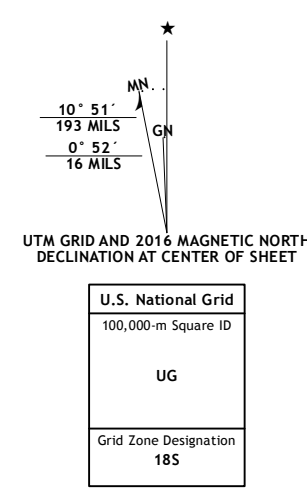 MN
10° 51´
193 MILS
GN
0° 52´
16 MILS
UTM GRID AND 2016 MAGNETIC NORTH
DECLINATION AT CENTER OF SHEET
U.S. National Grid
100,000-m Square ID
UG
Grid Zone Designation
18S